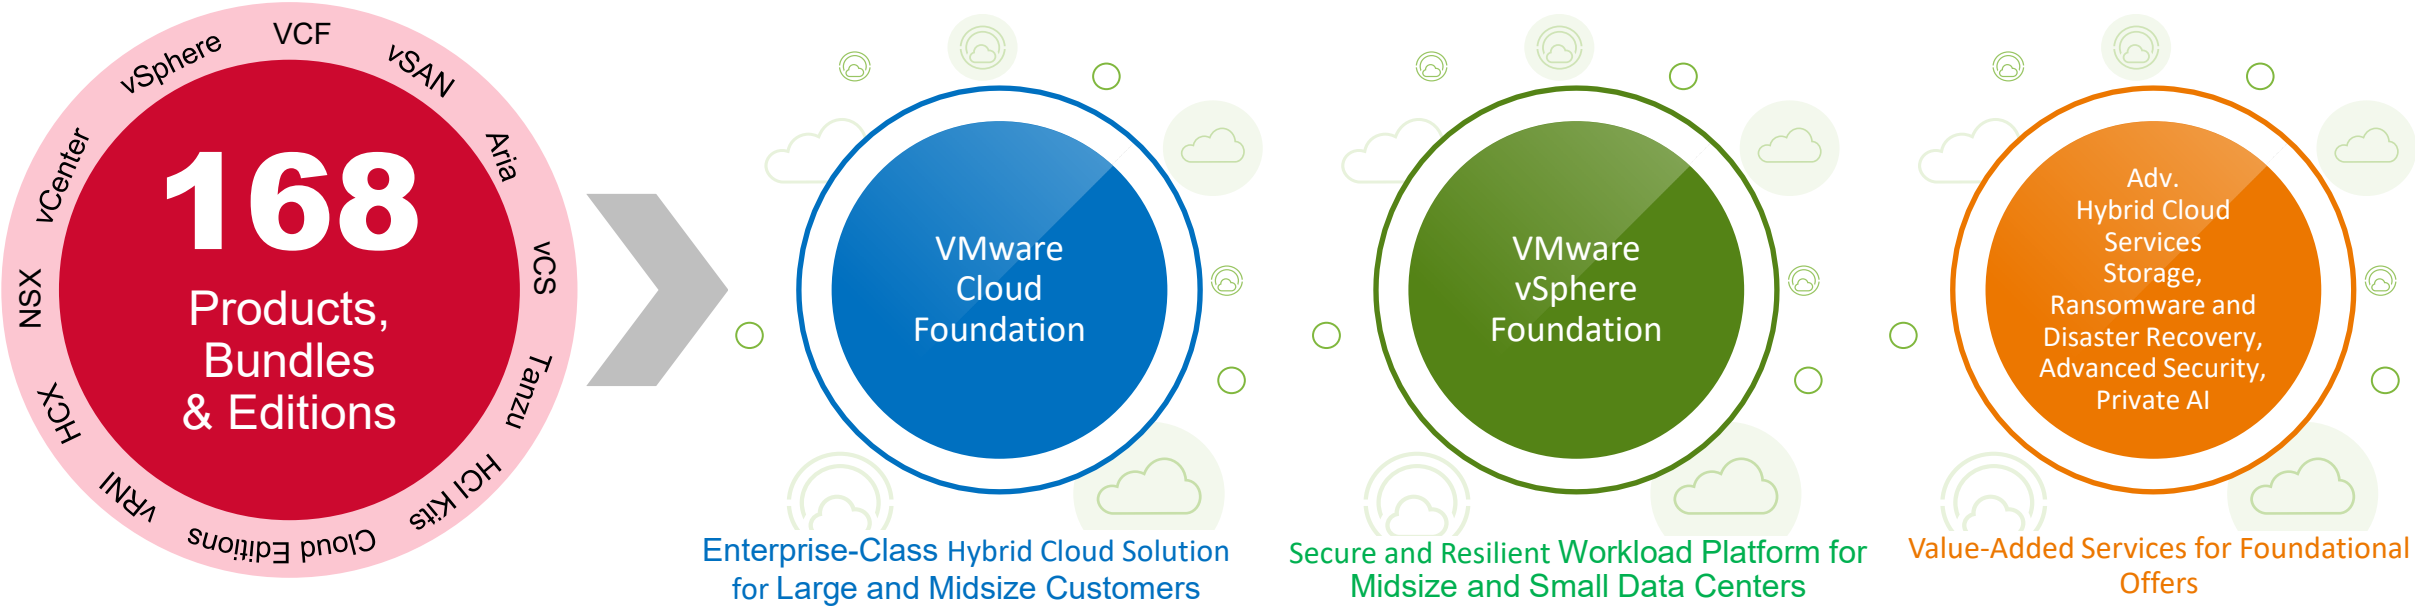 VCF
vSAN
Aria
vCS
Tanzu
HCI Kits
Cloud Editions
vRNI
HCX
NSX
vCenter
vSphere
168
Products,
Bundles
& Editions
VMware
Cloud
Foundation
Enterprise-Class Hybrid Cloud Solution
for Large and Midsize Customers
VMware
vSphere
Foundation
Secure and Resilient Workload Platform for
Midsize and Small Data Centers
Adv.
Hybrid Cloud
Services
Storage,
Ransomware and
Disaster Recovery,
Advanced Security,
Private AI
Value-Added Services for Foundational
Offers